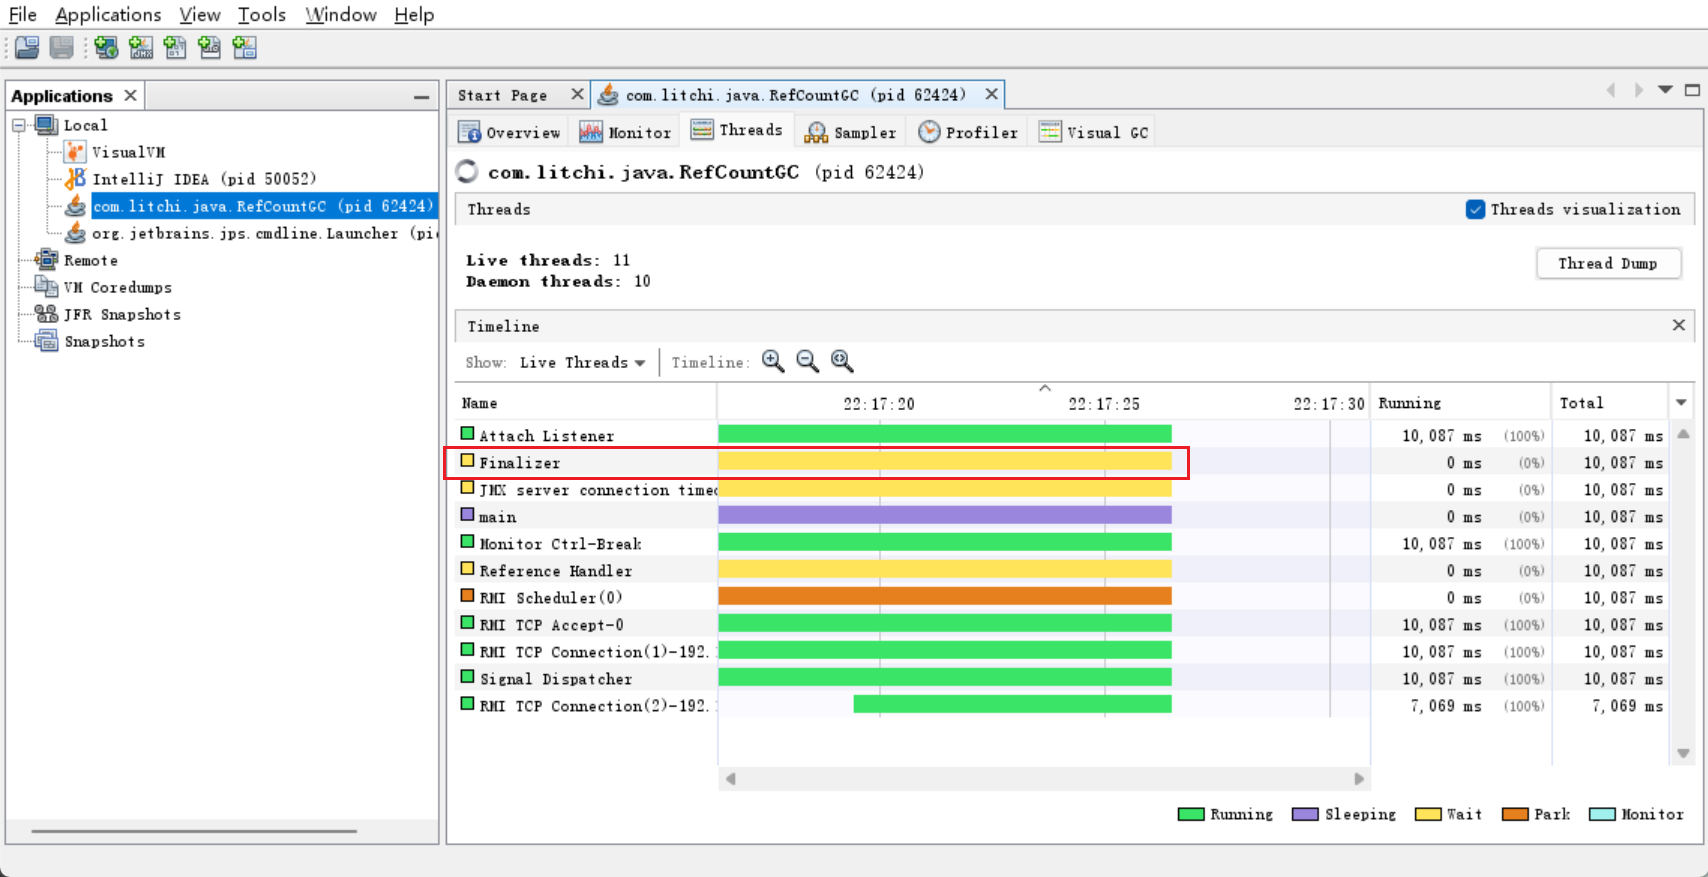 File Applications View Tools Window Help
Applications
Local
VisualVM
IntelliJ IDEA (pid 50052)
com.litchi.java.RefCountGC (pid 62424)
org.jetbrains.jps.cmdline.Launcher (pi
Remote
VM Coredumps
JFR Snapshots
Snapshots
Start Page com.litchi.java.RefCountGC (pid 62424)
Overview Monitor Threads Sampler Profiler Visual GC
com.litchi.java.RefCountGC (pid 62424)
Threads Threads visualization
Live threads: 11
Daemon threads: 10
Thread Dump
Timeline
Show: Live Threads Timeline:
Name 22:17:20 22:17:25 22:17:30 Running Total
Attach Listener 10,087 ms (100%) 10,087 ms
Finalizer 0 ms (0%) 10,087 ms
JMX server connection timeo 0 ms (0%) 10,087 ms
main 0 ms (0%) 10,087 ms
Monitor Ctrl-Break 10,087 ms (100%) 10,087 ms
Reference Handler 0 ms (0%) 10,087 ms
RMI Scheduler(0) 0 ms (0%) 10,087 ms
RMI TCP Accept-0 10,087 ms (100%) 10,087 ms
RMI TCP Connection(1)-192. 10,087 ms (100%) 10,087 ms
Signal Dispatcher 10,087 ms (100%) 10,087 ms
RMI TCP Connection(2)-192. 7,069 ms (100%) 7,069 ms
Running Sleeping Wait Park Monitor